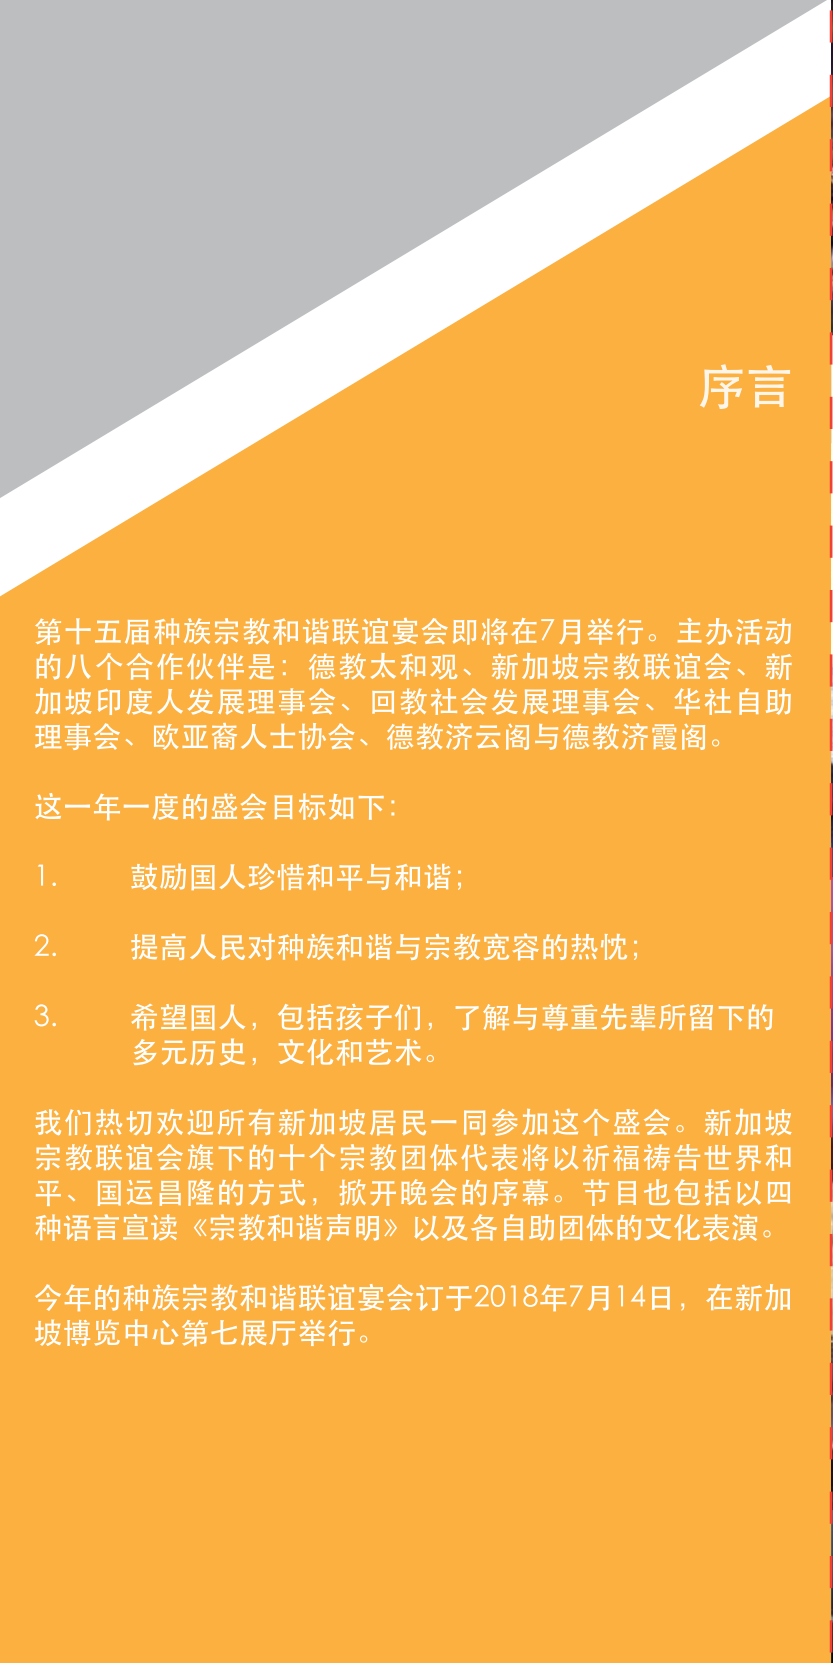 序言
第十五届种族宗教和谐联谊宴会即将在7月举行。主办活动
的八个合作伙伴是：德教太和观、新加坡宗教联谊会、新
加坡印度人发展理事会、回教社会发展理事会、华社自助
理事会、欧亚裔人士协会、德教济云阁与德教济霞阁。
这一年一度的盛会目标如下：
1. 鼓励国人珍惜和平与和谐；
2. 提高人民对种族和谐与宗教宽容的热忱；
3. 希望国人，包括孩子们，了解与尊重先辈所留下的
多元历史，文化和艺术。
我们热切欢迎所有新加坡居民一同参加这个盛会。新加坡
宗教联谊会旗下的十个宗教团体代表将以祈福祷告世界和
平、国运昌隆的方式，掀开晚会的序幕。节目也包括以四
种语言宣读《宗教和谐声明》以及各自助团体的文化表演。
今年的种族宗教和谐联谊宴会订于2018年7月14日，在新加
坡博览中心第七展厅举行。